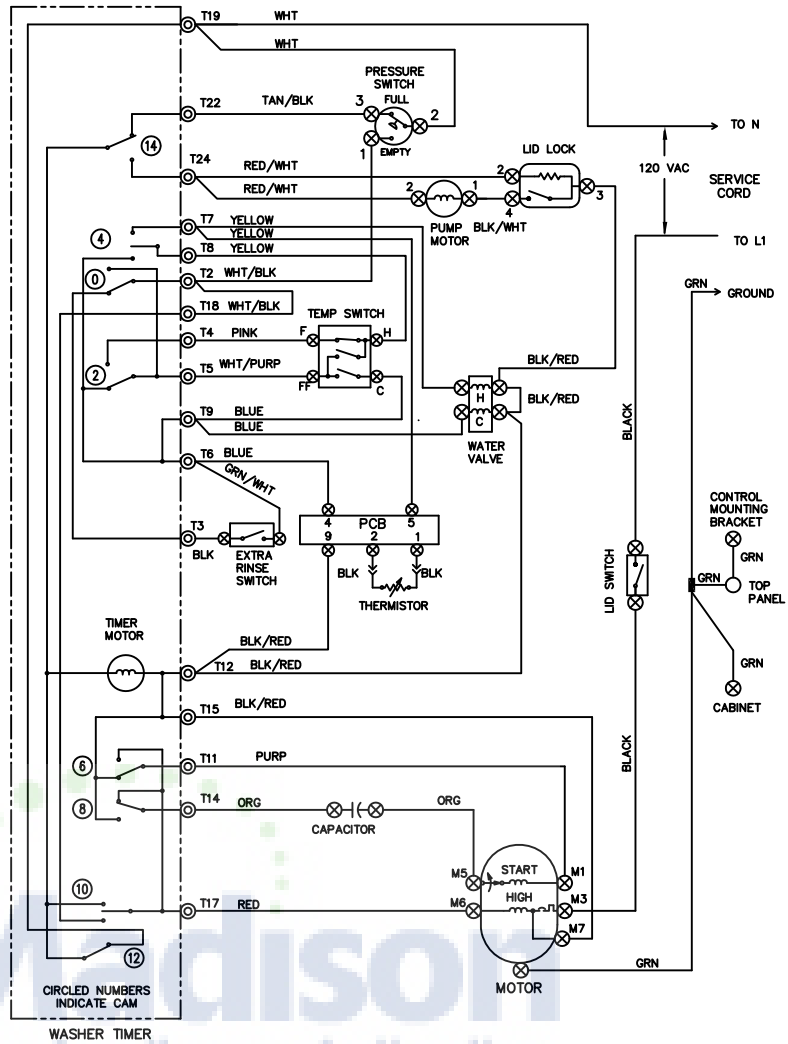 T19 WHT
WHT
PRESSURE
SWITCH
T22 TAN/BLK 3 FULL 2
TO N
14
1 EMPTY
LID LOCK
T24
RED/WHT 2
120 VAC
SERVICE
CORD
RED/WHT 2 1 3
4
PUMP
MOTOR
BLK/WHT
T7 YELLOW
YELLOW
4 T8 YELLOW
TO L1
0 T2 WHT/BLK
GRN
GROUND
T18 WHT/BLK
TEMP SWITCH
T4 PINK F H
BLK/RED
2 T5 WHT/PURP
FF C
H BLK/RED
T9 BLUE
BLUE
C
BLACK
WATER
VALVE
T6 BLUE
GRN/WHT
T3
BLK
EXTRA
RINSE
SWITCH
4 PCB 5
9 2 1
BLK BLK
THERMISTOR
CONTROL
MOUNTING
BRACKET
GRN
LID SWITCH
GRN
TOP
PANEL
TIMER
MOTOR
BLK/RED
T12 BLK/RED
GRN
CABINET
T15 BLK/RED
6 T11 PURP
BLACK
8 T14 ORG ORG
CAPACITOR
M5 START M1
10
T17 RED M6 HIGH M3
M7
12
GRN
MOTOR
CIRCLED NUMBERS
INDICATE CAM
WASHER TIMER
Madison